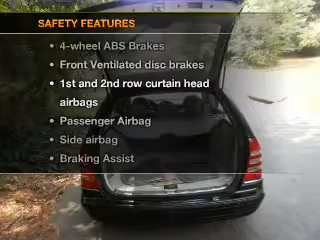 SAFETY FEATURES
• 4-wheel ABS Brakes
• Front Ventilated disc brakes
• 1st and 2nd row curtain head
airbags
• Passenger Airbag
• Side airbag
• Braking Assist